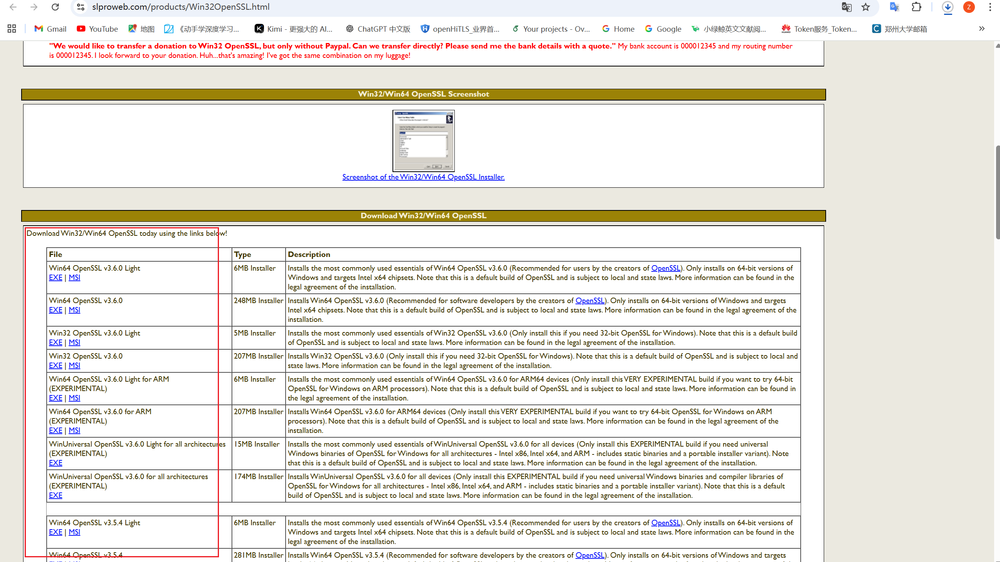 slproweb.com/products/Win32OpenSSL.html
Z
Gmail
YouTube
地图
《动手学深度学习...
Kimi - 更强大的 AI...
ChatGPT 中文版
openHiTLS_业界首...
Your projects - Ov...
Home
Google
小绿鲸英文文献阅...
Token服务_Token...
郑州大学邮箱
"We would like to transfer a donation to Win32 OpenSSL, but only without Paypal. Can we transfer directly? Please send me the bank details with a quote." My bank account is 000012345 and my routing number
is 000012345. I look forward to your donation. Huh...that's amazing! I've got the same combination on my luggage!
Win32/Win64 OpenSSL Screenshot
Screenshot of the Win32/Win64 OpenSSL Installer.
Download Win32/Win64 OpenSSL
Download Win32/Win64 OpenSSL today using the links below!
File Type Description
Win64 OpenSSL v3.6.0 Light
EXE | MSI
6MB Installer
Installs the most commonly used essentials of Win64 OpenSSL v3.6.0 (Recommended for users by the creators of OpenSSL). Only installs on 64-bit versions of
Windows and targets Intel x64 chipsets. Note that this is a default build of OpenSSL and is subject to local and state laws. More information can be found in the
legal agreement of the installation.
Win64 OpenSSL v3.6.0
EXE | MSI
248MB Installer
Installs Win64 OpenSSL v3.6.0 (Recommended for software developers by the creators of OpenSSL). Only installs on 64-bit versions of Windows and targets
Intel x64 chipsets. Note that this is a default build of OpenSSL and is subject to local and state laws. More information can be found in the legal agreement of the
installation.
Win32 OpenSSL v3.6.0 Light
EXE | MSI
5MB Installer
Installs the most commonly used essentials of Win32 OpenSSL v3.6.0 (Only install this if you need 32-bit OpenSSL for Windows). Note that this is a default build
of OpenSSL and is subject to local and state laws. More information can be found in the legal agreement of the installation.
Win32 OpenSSL v3.6.0
EXE | MSI
207MB Installer
Installs Win32 OpenSSL v3.6.0 (Only install this if you need 32-bit OpenSSL for Windows). Note that this is a default build of OpenSSL and is subject to local and
state laws. More information can be found in the legal agreement of the installation.
Win64 OpenSSL v3.6.0 Light for ARM
(EXPERIMENTAL)
EXE | MSI
6MB Installer
Installs the most commonly used essentials of Win64 OpenSSL v3.6.0 for ARM64 devices (Only install this VERY EXPERIMENTAL build if you want to try 64-bit
OpenSSL for Windows on ARM processors). Note that this is a default build of OpenSSL and is subject to local and state laws. More information can be found in
the legal agreement of the installation.
Win64 OpenSSL v3.6.0 for ARM
(EXPERIMENTAL)
EXE | MSI
207MB Installer
Installs Win64 OpenSSL v3.6.0 for ARM64 devices (Only install this VERY EXPERIMENTAL build if you want to try 64-bit OpenSSL for Windows on ARM
processors). Note that this is a default build of OpenSSL and is subject to local and state laws. More information can be found in the legal agreement of the
installation.
WinUniversal OpenSSL v3.6.0 Light for all architectures
(EXPERIMENTAL)
EXE
15MB Installer
Installs the most commonly used essentials of WinUniversal OpenSSL v3.6.0 for all devices (Only install this EXPERIMENTAL build if you need universal
Windows binaries of OpenSSL for Windows for all architectures - Intel x86, Intel x64, and ARM - includes static binaries and a portable installer variant). Note
that this is a default build of OpenSSL and is subject to local and state laws. More information can be found in the legal agreement of the installation.
WinUniversal OpenSSL v3.6.0 for all architectures
(EXPERIMENTAL)
EXE
174MB Installer
Installs WinUniversal OpenSSL v3.6.0 for all devices (Only install this EXPERIMENTAL build if you need universal Windows binaries and compiler libraries of
OpenSSL for Windows for all architectures - Intel x86, Intel x64, and ARM - includes static binaries and a portable installer variant). Note that this is a default
build of OpenSSL and is subject to local and state laws. More information can be found in the legal agreement of the installation.
Win64 OpenSSL v3.5.4 Light
EXE | MSI
6MB Installer
Installs the most commonly used essentials of Win64 OpenSSL v3.5.4 (Recommended for users by the creators of OpenSSL). Only installs on 64-bit versions of
Windows and targets Intel x64 chipsets. Note that this is a default build of OpenSSL and is subject to local and state laws. More information can be found in the
legal agreement of the installation.
Win64 OpenSSL v3.5.4
281MB Installer
Installs Win64 OpenSSL v3.5.4 (Recommended for software developers by the creators of OpenSSL). Only installs on 64-bit versions of Windows and targets